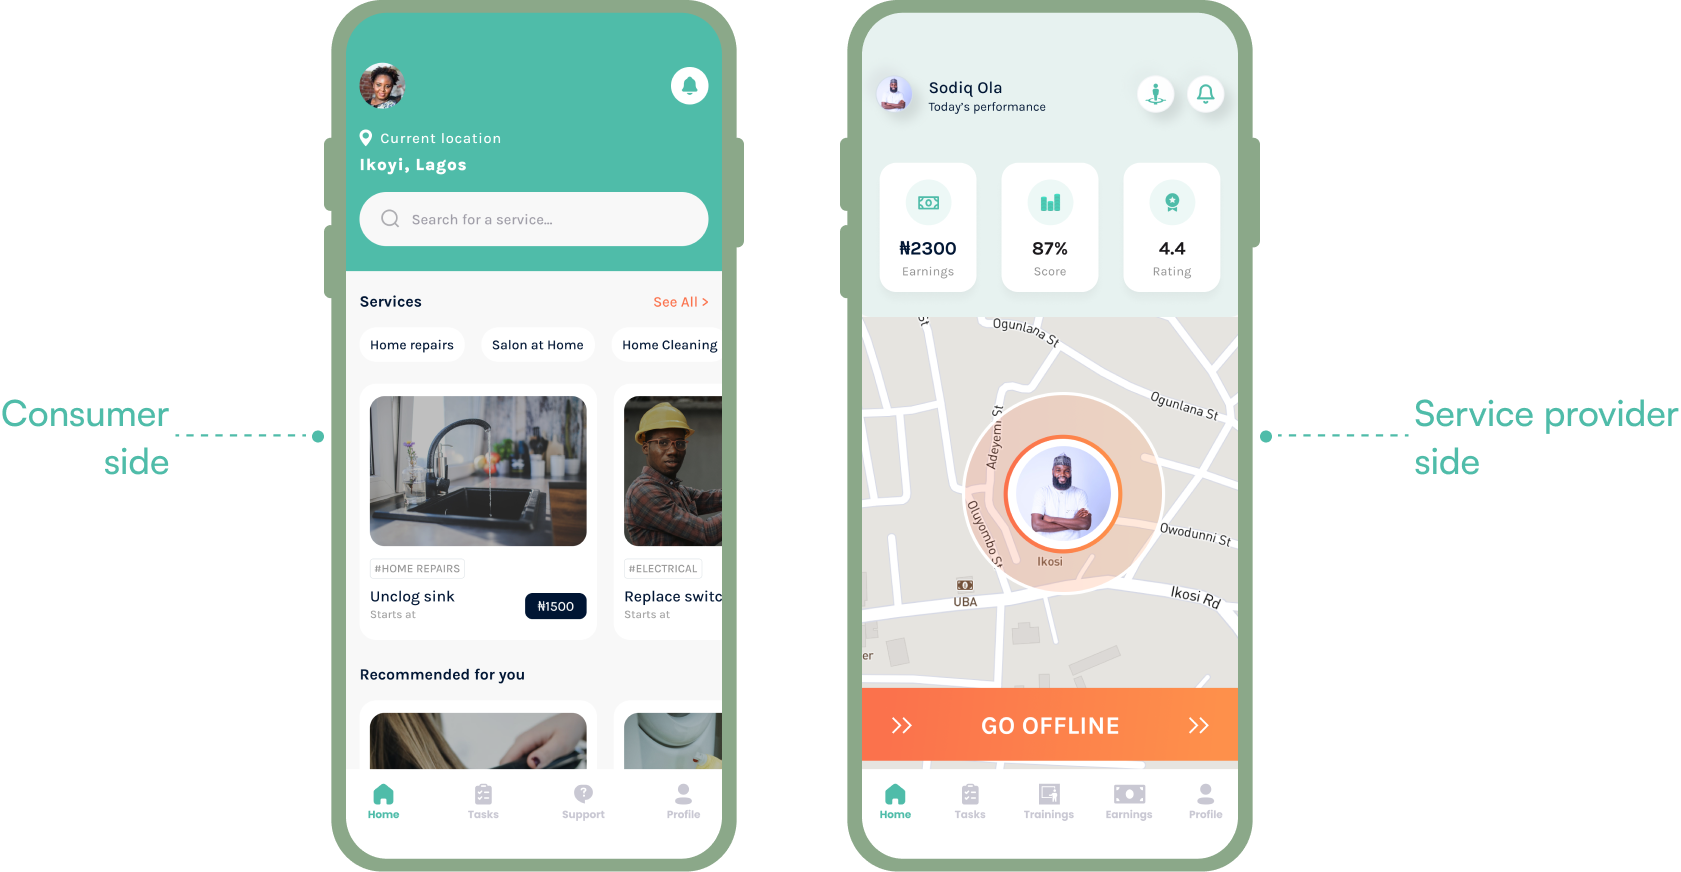 Consumer
side
Current location
Ikoyi, Lagos
Search for a service...
Services
See All >
Home repairs
Salon at Home
Home Cleaning
#HOME REPAIRS
Unclog sink
Starts at
₦1500
#ELECTRICAL
Replace switc
Starts at
Recommended for you
Home
Tasks
Support
Profile
Sodiq Ola
Today's performance
₦2300
Earnings
87%
Score
4.4
Rating
St
Ogunlana St
Ogunlana St
Adeyemi St
Oluyombo St
Owodunni St
Ikosi
UBA
Ikosi Rd
er
GO OFFLINE
Home
Tasks
Trainings
Earnings
Profile
Service provider
side